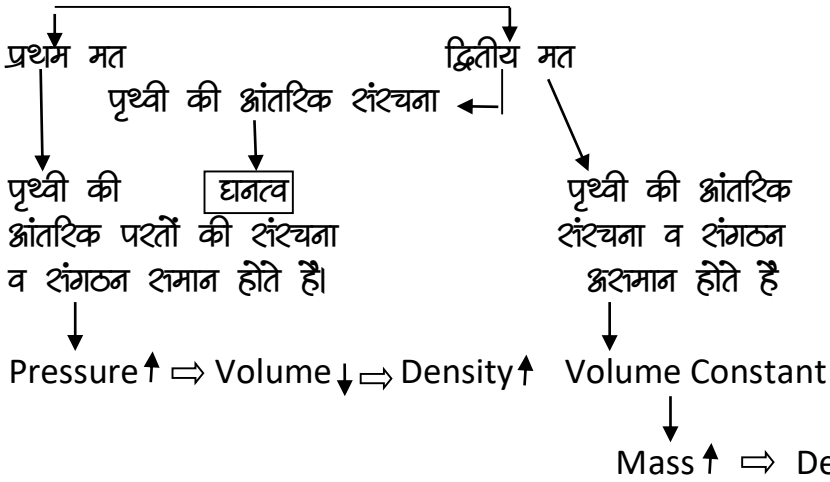 प्रथम मत द्वितीय मत
पृथ्वी की आंतरिक संरचना
पृथ्वी की घनत्व पृथ्वी की आंतरिक
आंतरिक परतों की संरचना संरचना व संगठन
व संगठन समान होते है। असमान होते है
Pressure ↑ ⇨ Volume ↓ ⇨ Density ↑ Volume Constant
Mass ↑ ⇨ De